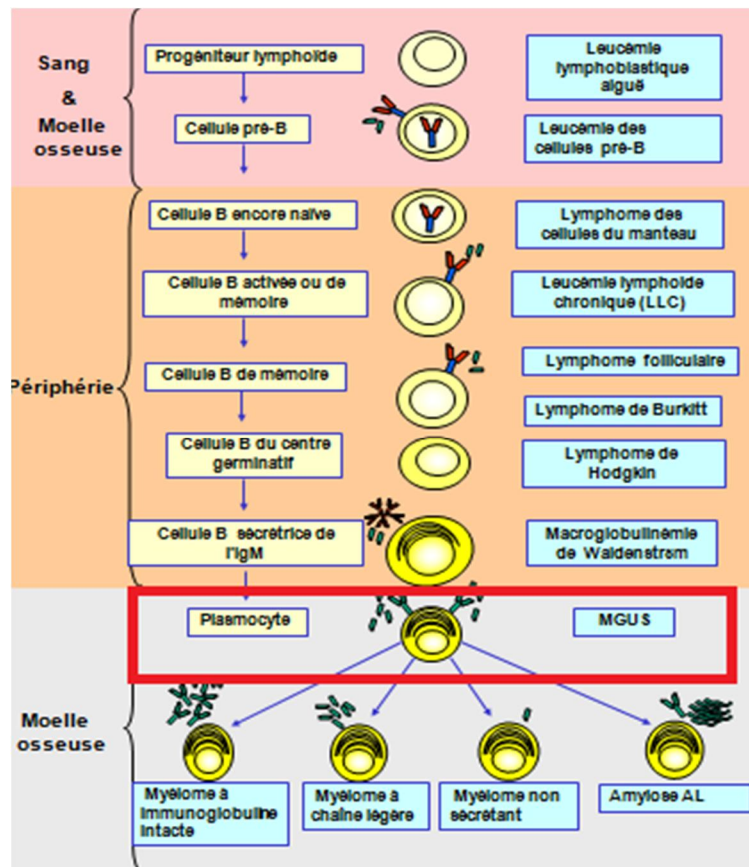 Sang
&
Moelle
osseuse
Progéniteur lymphoïde
Leucémie
lymphoblastique
aiguë
Cellule pré-B
Leucémie des
cellules pré-B
Périphérie
Cellule B encore naïve
Lymphome des
cellules du manteau
Cellule B activée ou de
mémoire
Leucémie lymphoïde
chronique (LLC)
Cellule B de mémoire
Lymphome folliculaire
Lymphome de Burkitt
Cellule B du centre
germinatif
Lymphome de
Hodgkin
Cellule B sécrétrice de
l'IgM
Macroglobulinémie
de Waldenstrom
Moelle
osseuse
Plasmocyte
MGUS
Myélome à
immunoglobuline
intacte
Myélome à
chaîne légère
Myélome non
sécrétant
Amylose AL